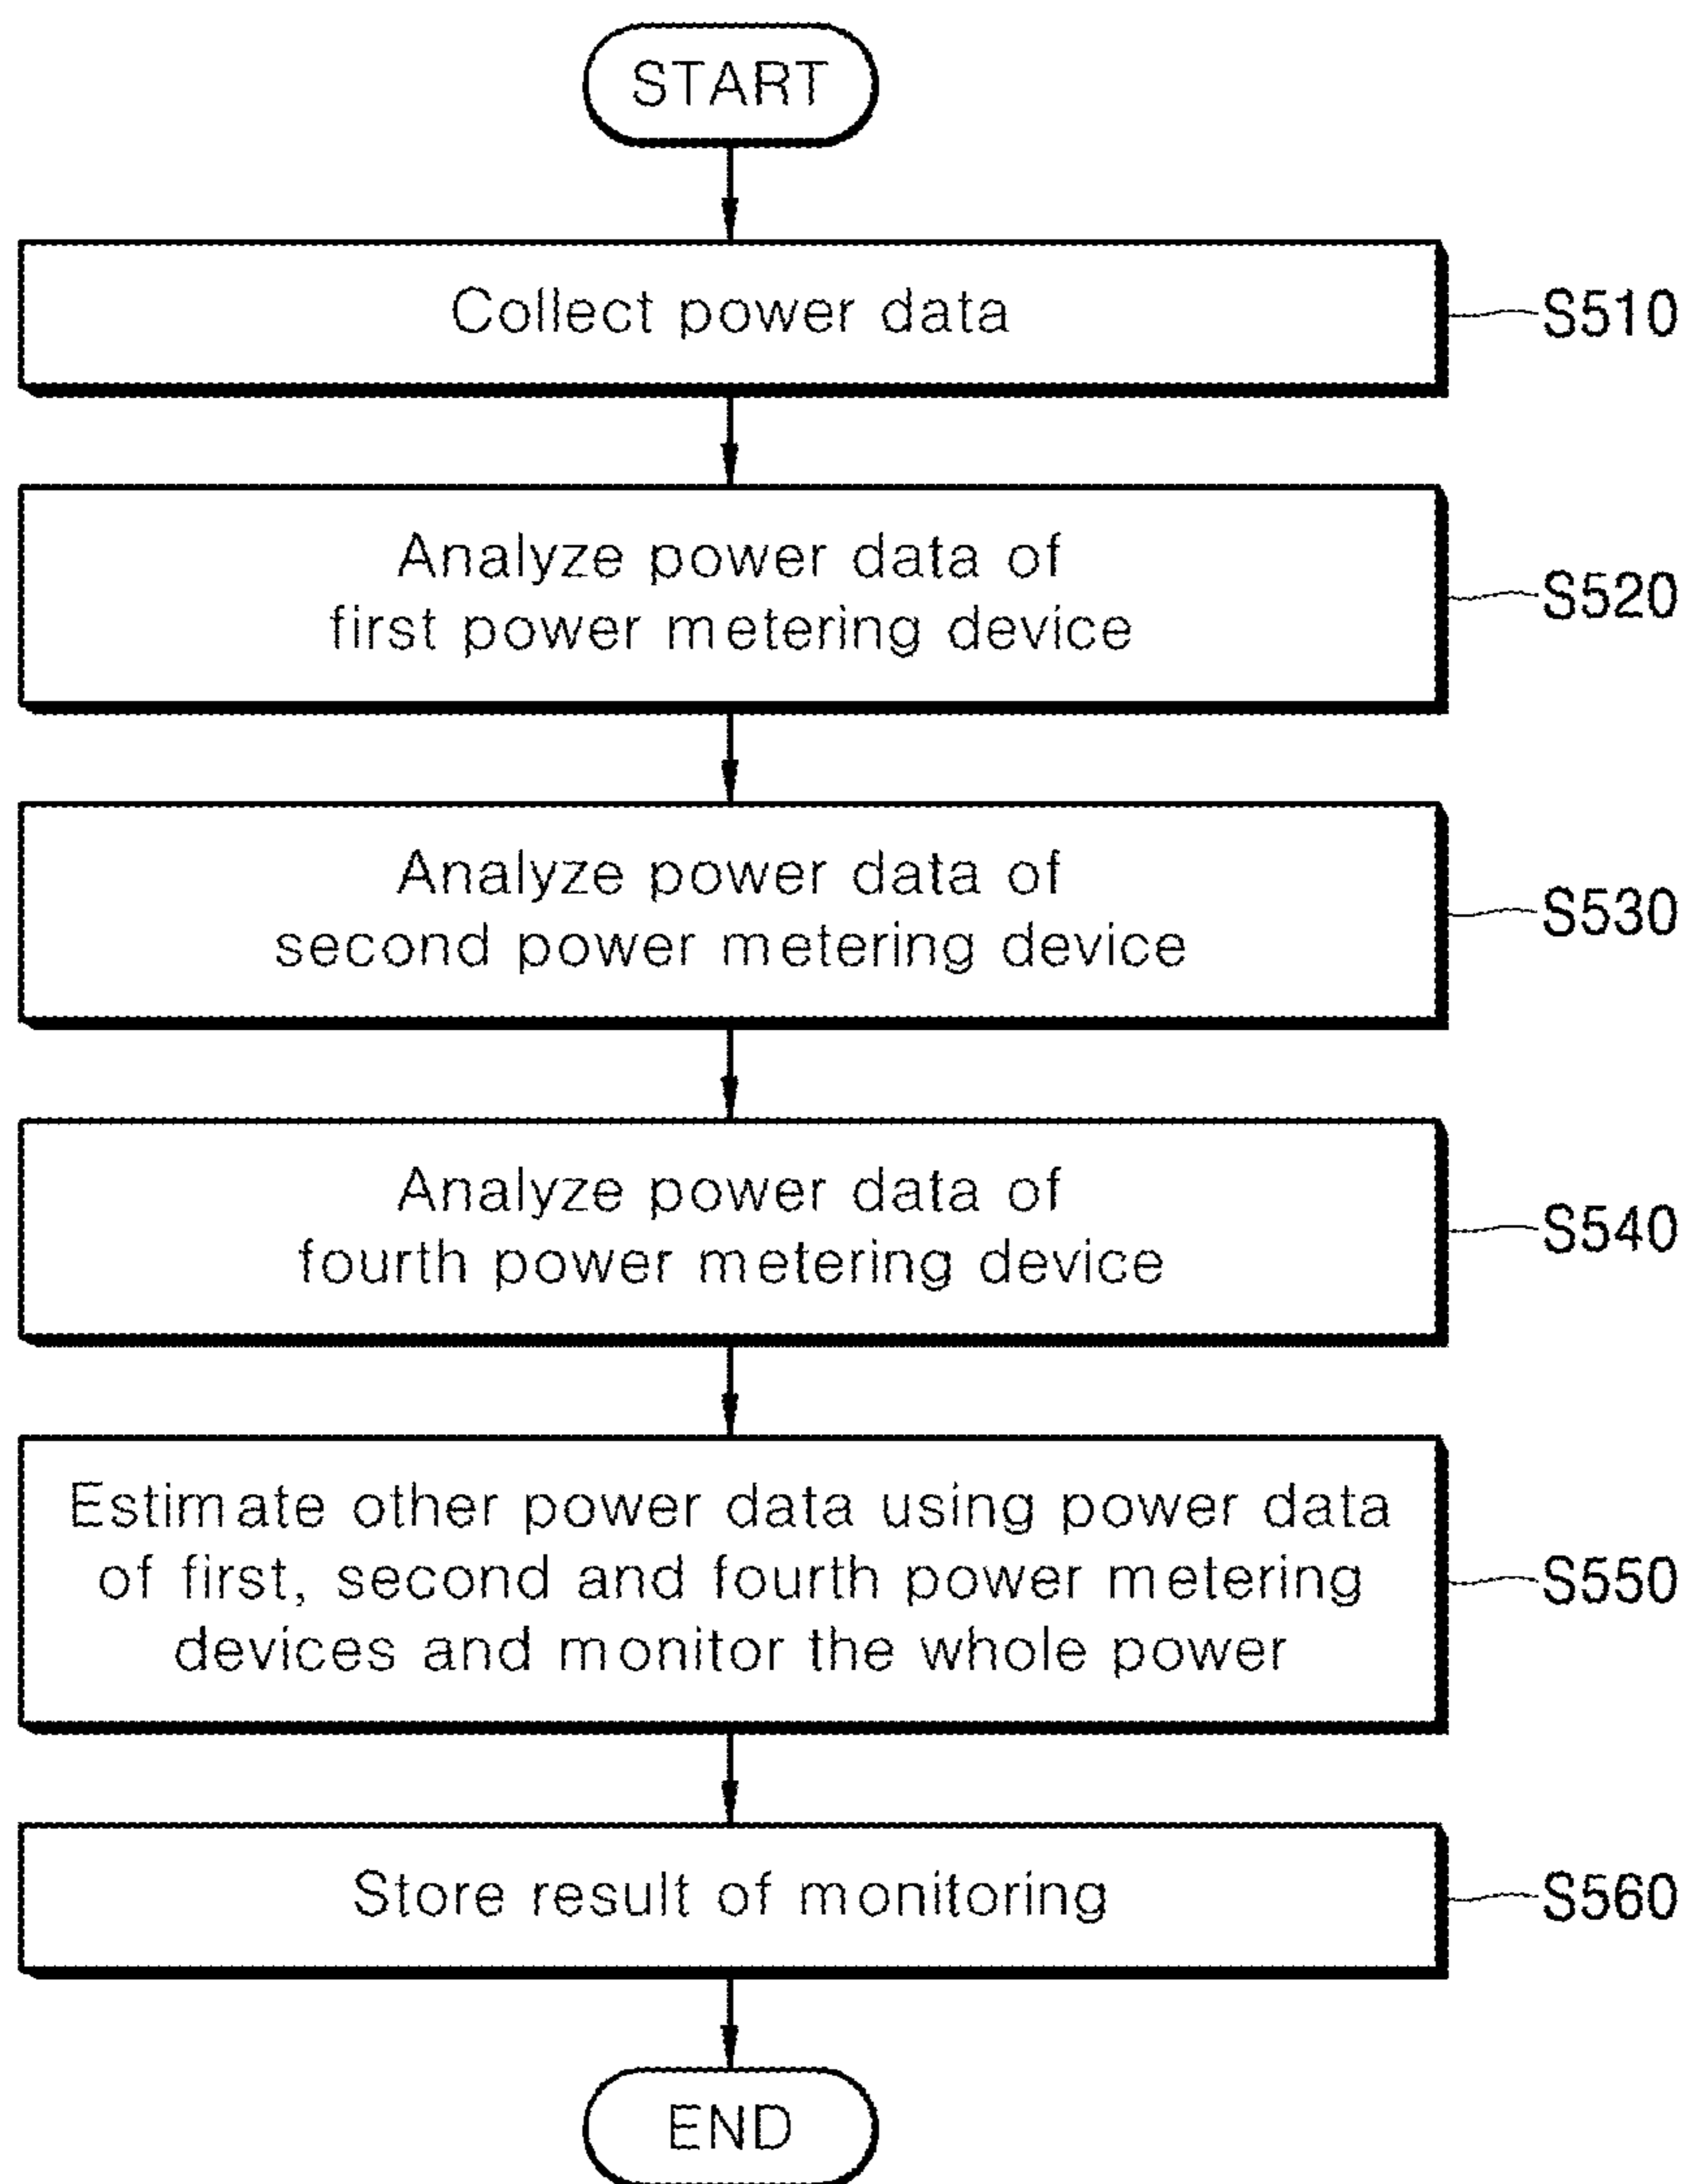 START
Collect power data
S510
Analyze power data of
first power metering device
S520
Analyze power data of
second power metering device
S530
Analyze power data of
fourth power metering device
S540
Estimate other power data using power data
of first, second and fourth power metering
devices and monitor the whole power
S550
Store result of monitoring
S560
END